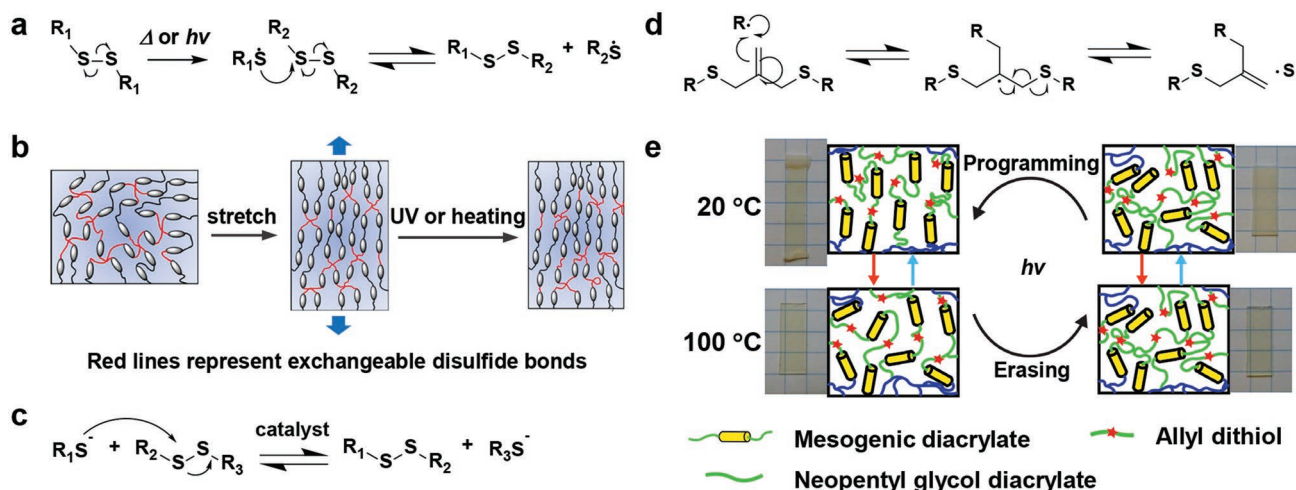 a
R₁
S–S
R₁
Δ or hν
R₁Ṡ
R₂
S–S
R₂
R₁
S
S
R₂
+ R₂Ṡ
b
stretch
UV or heating
Red lines represent exchangeable disulfide bonds
c
R₁S⁻ + R₂
S
S
R₃
catalyst
R₁
S
S
R₂
+ R₃S⁻
d
R·
R
S
S
R
R
R
S
S
R
R
R
S
·S
e
20 °C
Programming
hν
100 °C
Erasing
Mesogenic diacrylate
Allyl dithiol
Neopentyl glycol diacrylate